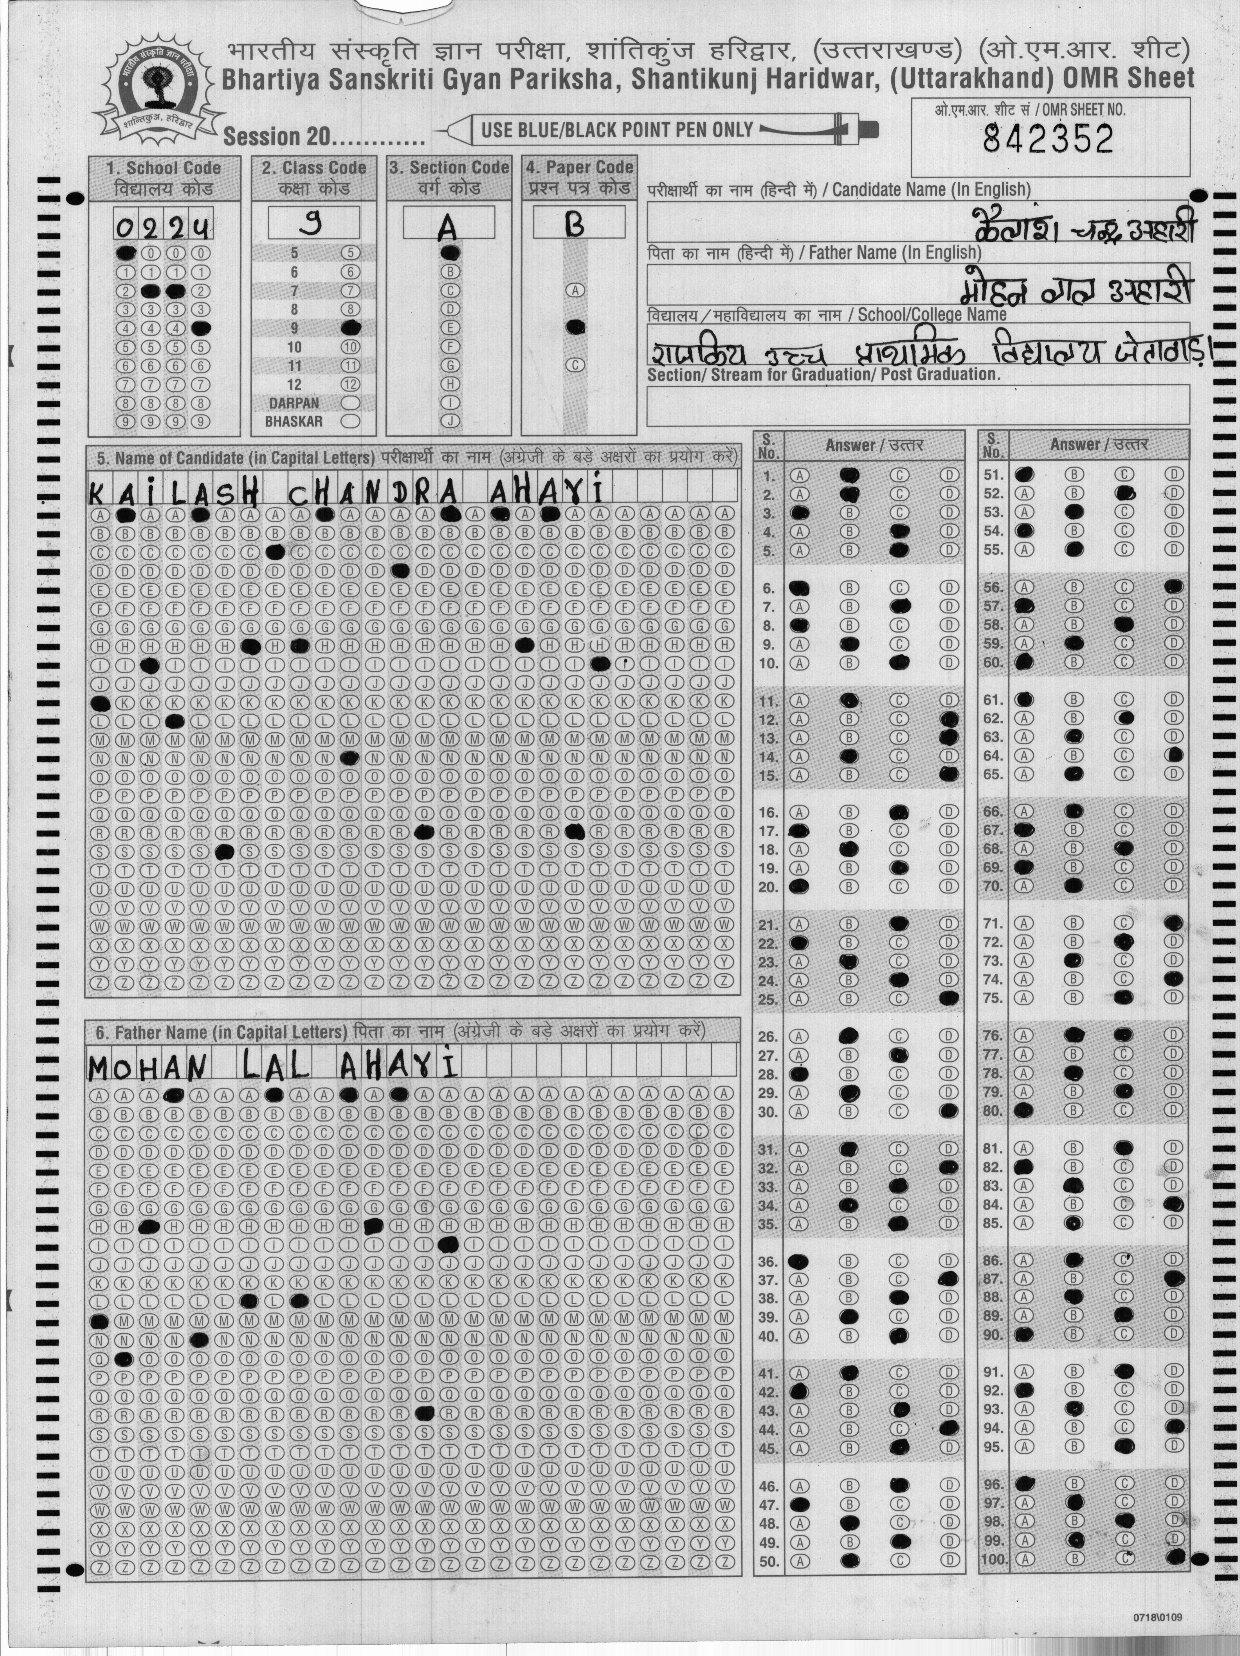 भारतीय संस्कृति ज्ञान परीक्षा, शांतिकुंज हरिद्वार, (उत्तराखण्ड) (ओ.एम.आर. शीट)
Bhartiya Sanskriti Gyan Pariksha, Shantikunj Haridwar, (Uttarakhand) OMR Sheet
Session 20............
USE BLUE/BLACK POINT PEN ONLY
ओ.एम.आर. शीट सं / OMR SHEET NO.
842352
1. School Code
विद्यालय कोड
0224
2. Class Code
कक्षा कोड
9
5
6
7
8
9
10
11
12
DARPAN
BHASKAR
3. Section Code
वर्ग कोड
A
4. Paper Code
प्रश्न पत्र कोड
B
परीक्षार्थी का नाम (हिन्दी में) / Candidate Name (In English)
कैलाश चन्द्र अहारी
पिता का नाम (हिन्दी में) / Father Name (In English)
मोहन लाल अहारी
विद्यालय/महाविद्यालय का नाम / School/College Name
राजकिय उच्च प्राथमिक विद्यालय जेतावाड़ा
Section/ Stream for Graduation/ Post Graduation.
5. Name of Candidate (in Capital Letters) परीक्षार्थी का नाम (अंग्रेजी के बड़े अक्षरों का प्रयोग करें)
KAiLASH CHANDRA AHAYi
6. Father Name (in Capital Letters) पिता का नाम (अंग्रेजी के बड़े अक्षरों का प्रयोग करें)
MOHAN LAL AHAYi
S. No. Answer / उत्तर
S. No. Answer / उत्तर
0718\0109